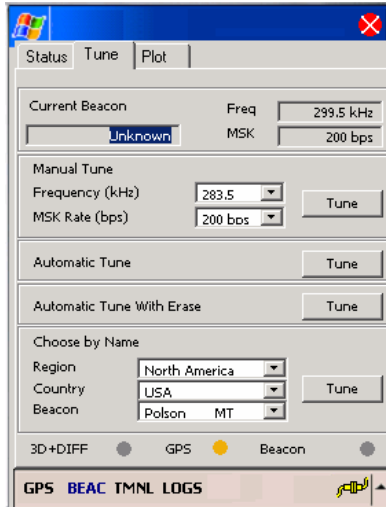 Status Tune Plot
Current Beacon Freq 299.5 kHz
Unknown MSK 200 bps
Manual Tune
Frequency (kHz) 283.5 Tune
MSK Rate (bps) 200 bps
Automatic Tune Tune
Automatic Tune With Erase Tune
Choose by Name
Region North America
Country USA Tune
Beacon Polson MT
3D+DIFF GPS Beacon
GPS BEAC TMNL LOGS